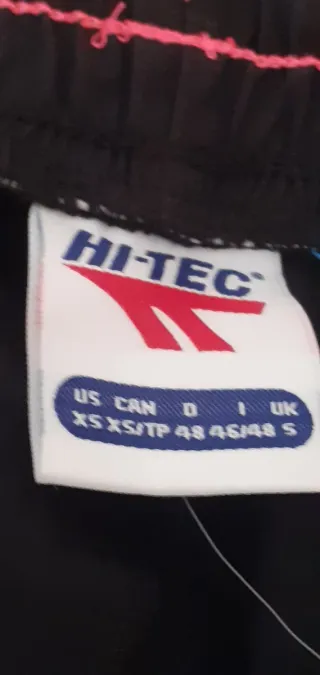 HI-TEC
US CAN D I UK
XS XS/TP 48 46/48 S